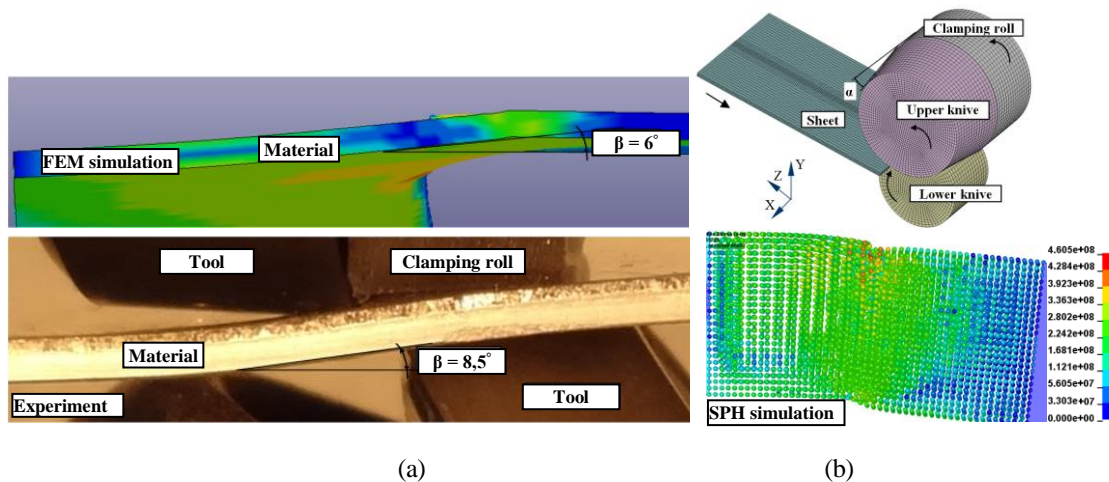 FEM simulation
Material
β = 6°
Tool
Clamping roll
Material
β = 8,5°
Tool
Experiment
(a)
Clamping roll
α
Upper knive
Sheet
Lower knive
Y
Z
X
4.605e+08
4.284e+08
3.923e+08
3.363e+08
2.802e+08
2.242e+08
1.681e+08
1.121e+08
5.605e+07
3.303e+07
0.000e+00
SPH simulation
(b)